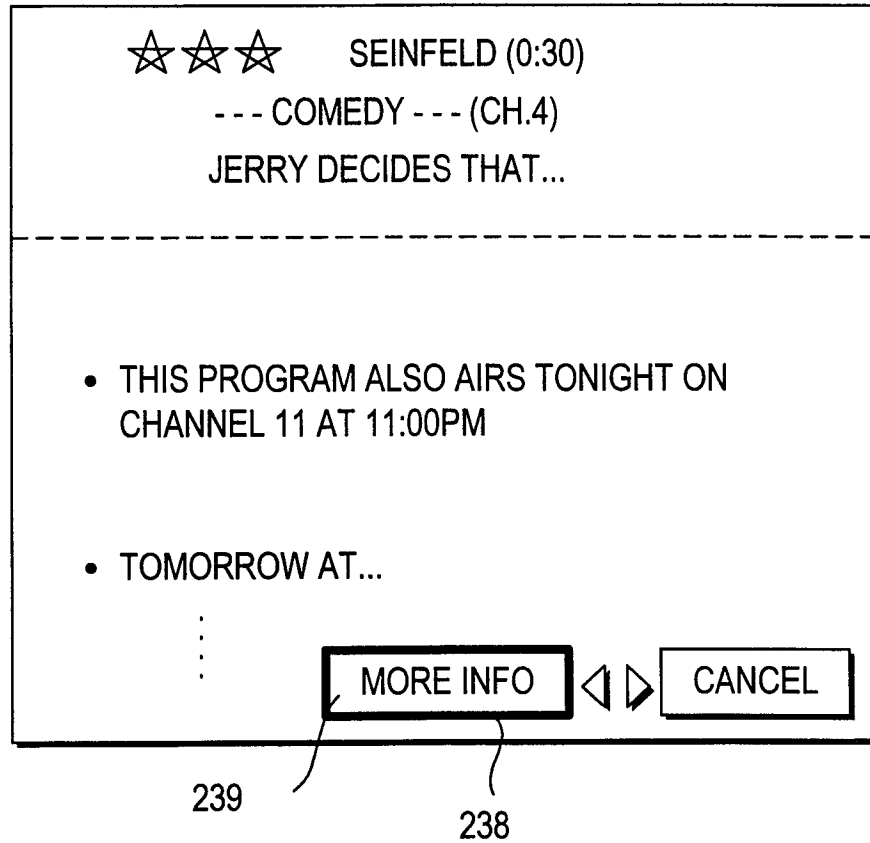 SEINFELD (0:30)
--- COMEDY --- (CH.4)
JERRY DECIDES THAT...
• THIS PROGRAM ALSO AIRS TONIGHT ON
CHANNEL 11 AT 11:00PM
• TOMORROW AT...
MORE INFO
CANCEL
239
238